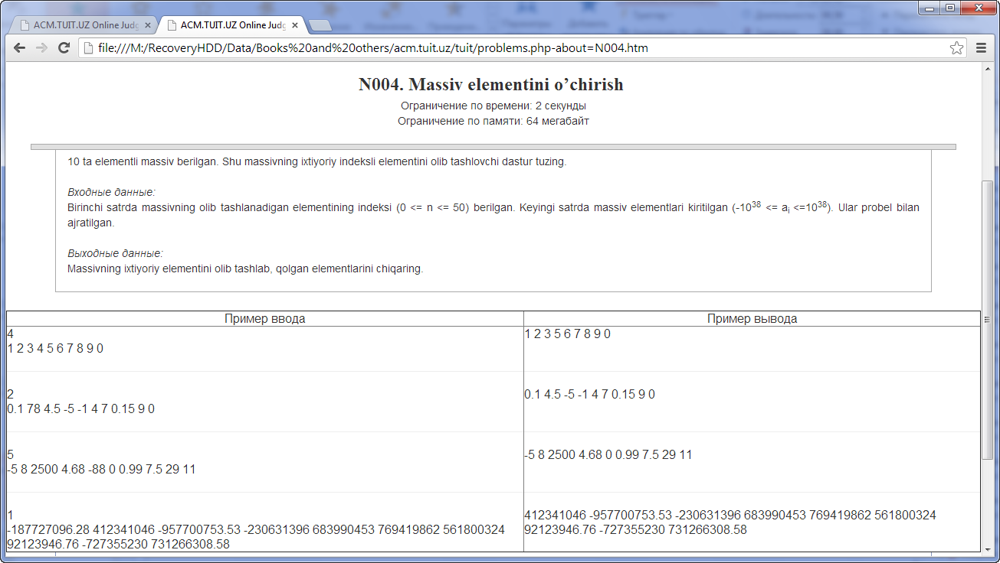 ACM.TUIT.UZ Online Judg
ACM.TUIT.UZ Online Judg
file:///M:/RecoveryHDD/Data/Books%20and%20others/acm.tuit.uz/tuit/problems.php-about=N004.htm
N004. Massiv elementini o’chirish
Ограничение по времени: 2 секунды
Ограничение по памяти: 64 мегабайт
10 ta elementli massiv berilgan. Shu massivning ixtiyoriy indeksli elementini olib tashlovchi dastur tuzing.
Входные данные:
Birinchi satrda massivning olib tashlanadigan elementining indeksi (0 <= n <= 50) berilgan. Keyingi satrda massiv elementlari kiritilgan (-10^38 <= a_i <=10^38). Ular probel bilan
ajratilgan.
Выходные данные:
Massivning ixtiyoriy elementini olib tashlab, qolgan elementlarini chiqaring.
Пример ввода
Пример вывода
4
1 2 3 4 5 6 7 8 9 0
1 2 3 5 6 7 8 9 0
2
0.1 78 4.5 -5 -1 4 7 0.15 9 0
0.1 4.5 -5 -1 4 7 0.15 9 0
5
-5 8 2500 4.68 -88 0 0.99 7.5 29 11
-5 8 2500 4.68 0 0.99 7.5 29 11
1
-187727096.28 412341046 -957700753.53 -230631396 683990453 769419862 561800324
92123946.76 -727355230 731266308.58
412341046 -957700753.53 -230631396 683990453 769419862 561800324
92123946.76 -727355230 731266308.58